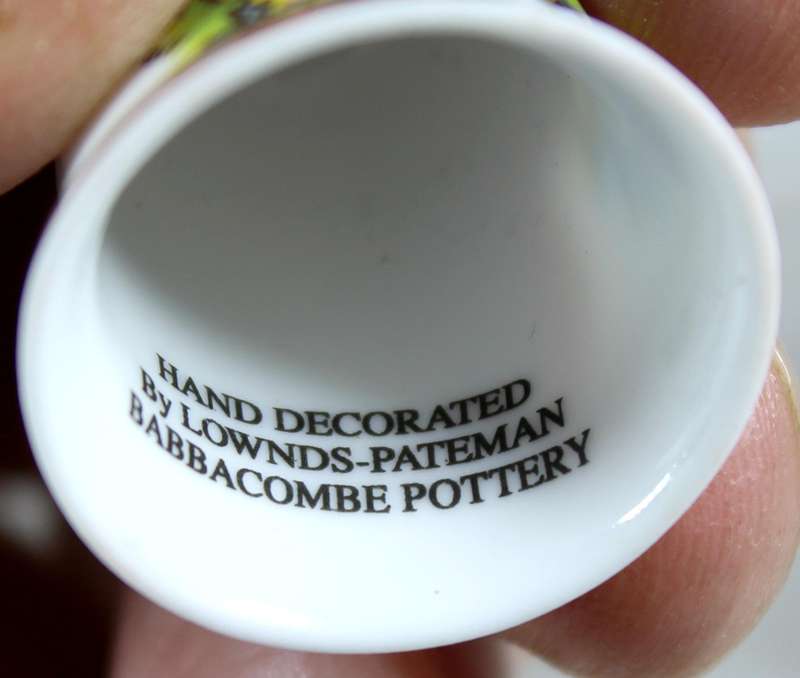 HAND DECORATED
By LOWNDS-PATEMAN
BABBACOMBE POTTERY